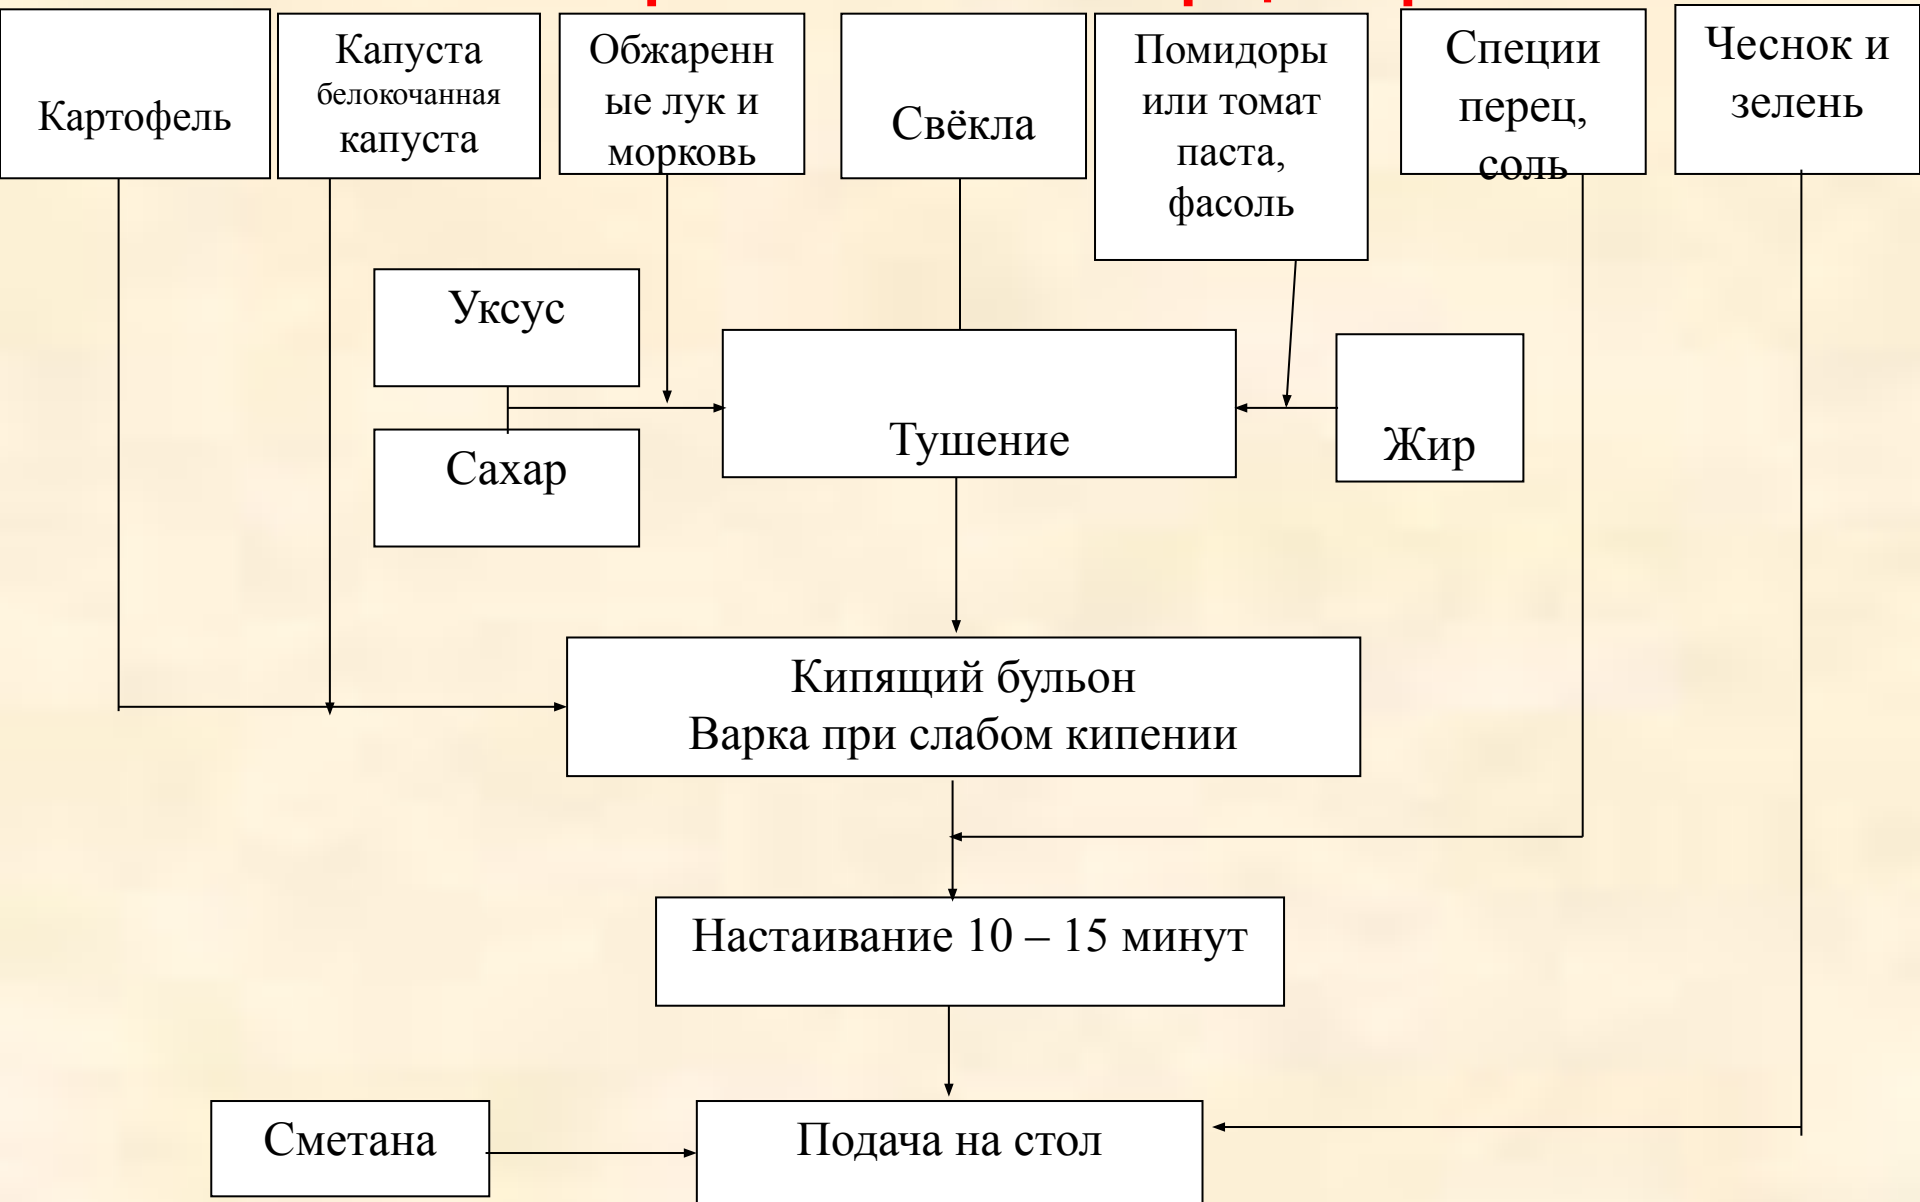 Картофель
Капуста
белокочанная
капуста
Обжаренн
ые лук и
морковь
Свёкла
Помидоры
или томат
паста,
фасоль
Специи
перец,
соль
Чеснок и
зелень
Уксус
Сахар
Тушение
Жир
Кипящий бульон
Варка при слабом кипении
Настаивание 10 – 15 минут
Сметана
Подача на стол